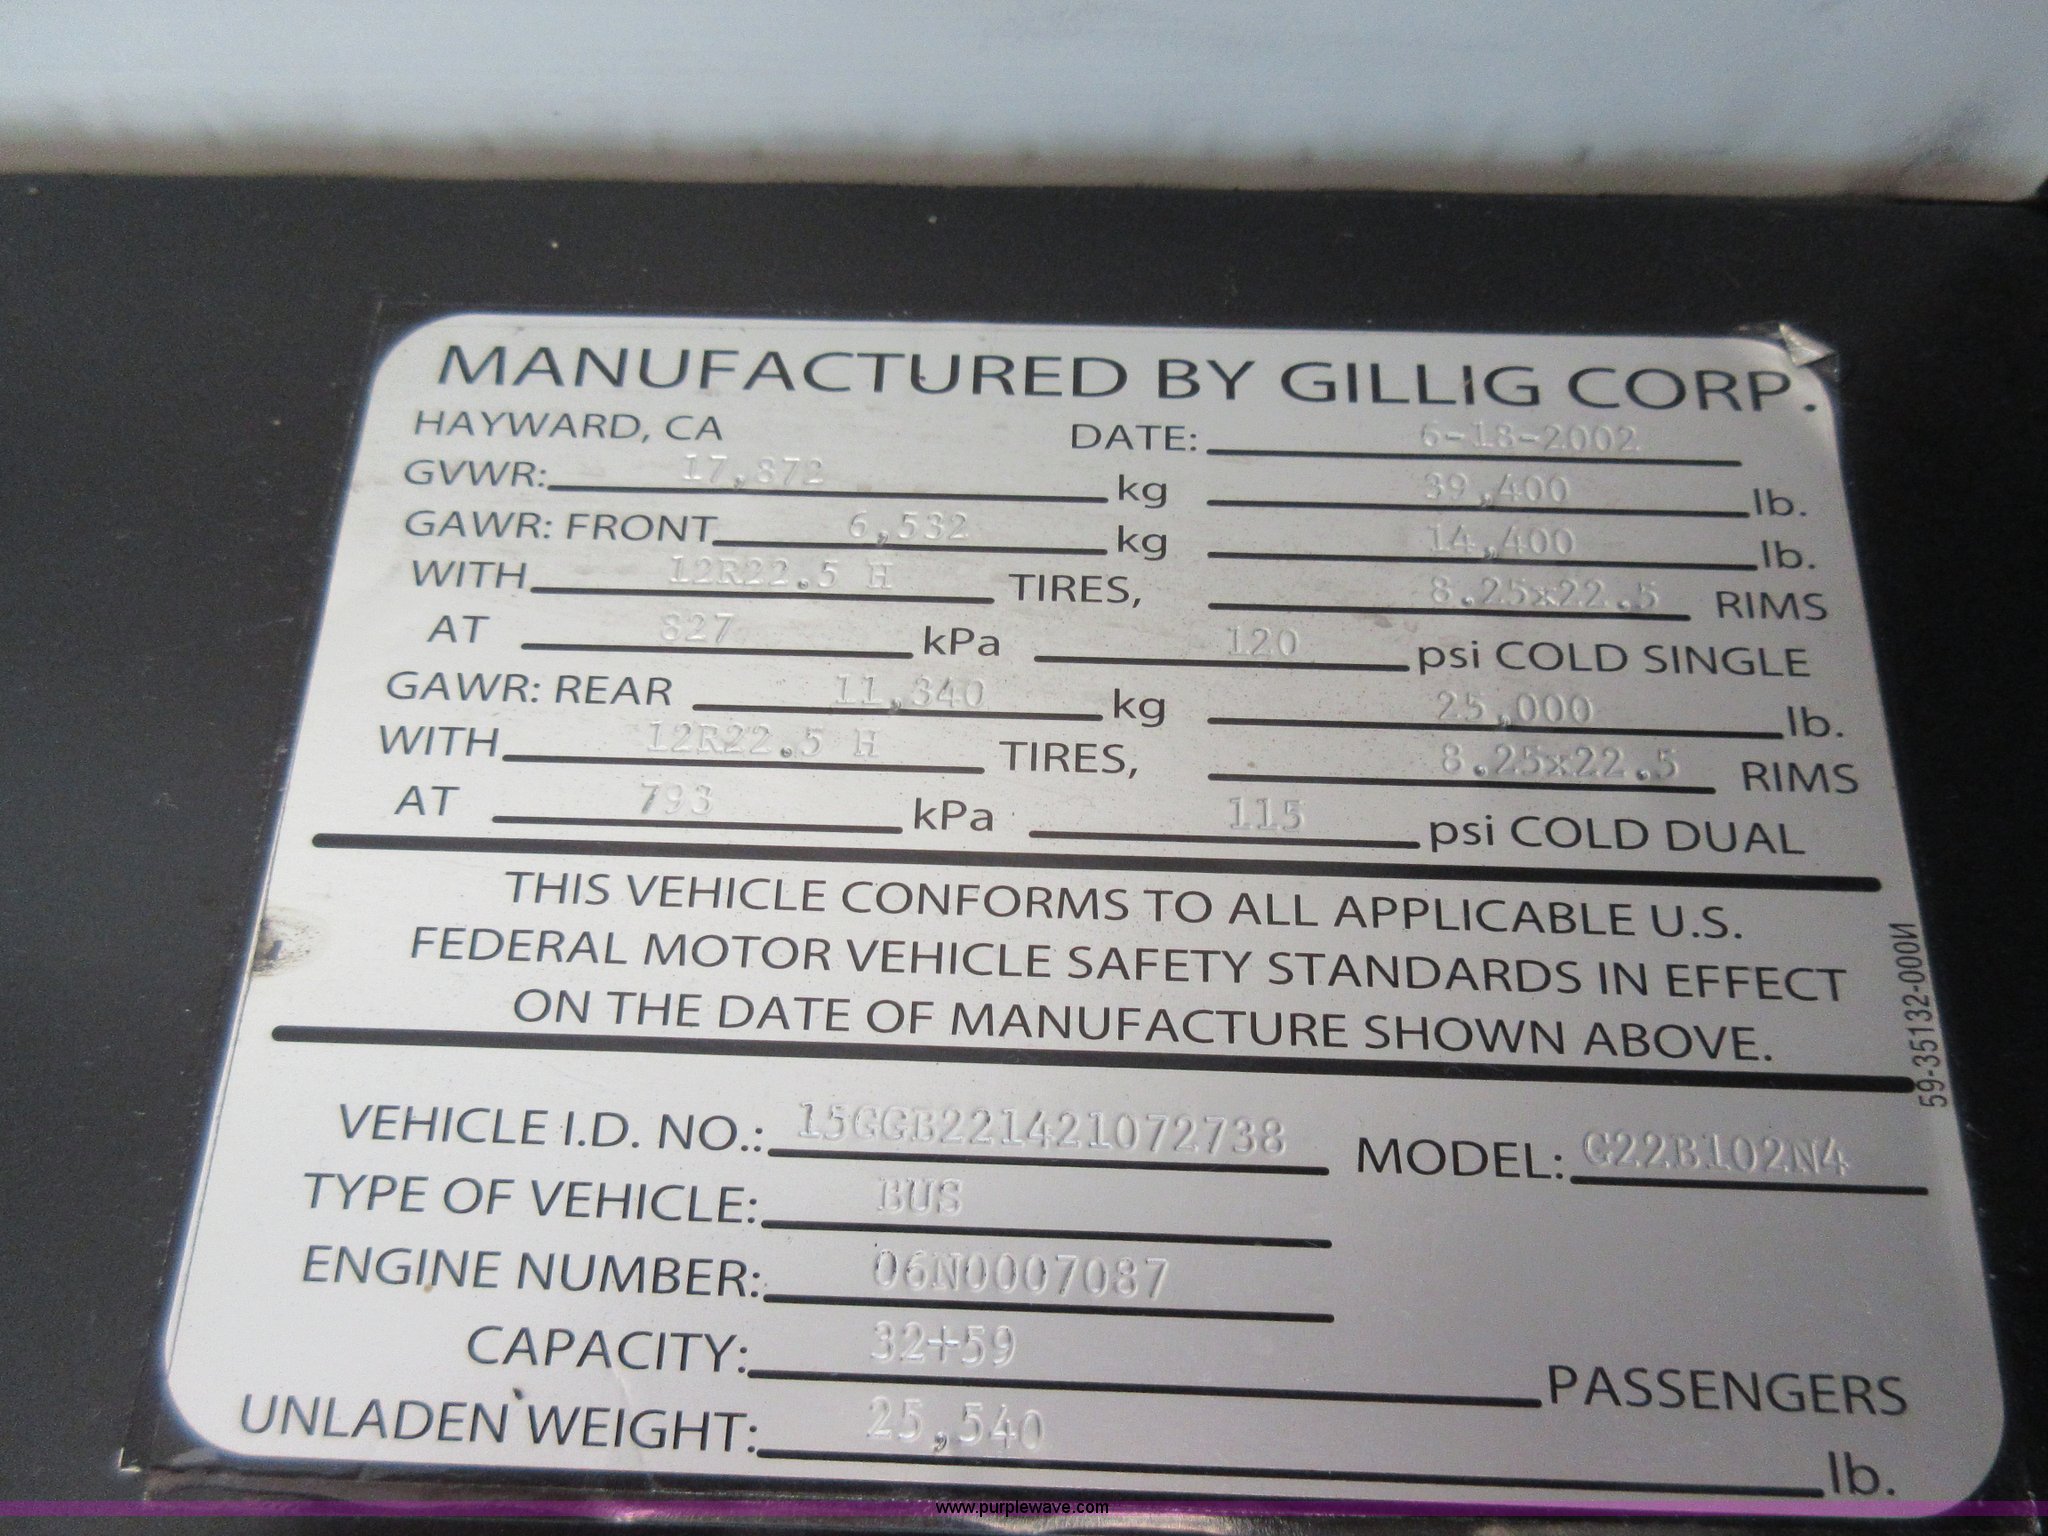 MANUFACTURED BY GILLIG CORP.
HAYWARD, CA DATE: 6-18-2002
GVWR: 17,872 kg 39,400 lb.
GAWR: FRONT 6,532 kg 14,400 lb.
WITH 12R22.5 H TIRES, 8.25x22.5 RIMS
AT 827 kPa 120 psi COLD SINGLE
GAWR: REAR 11,340 kg 25,000 lb.
WITH 12R22.5 H TIRES, 8.25x22.5 RIMS
AT 793 kPa 115 psi COLD DUAL
THIS VEHICLE CONFORMS TO ALL APPLICABLE U.S.
FEDERAL MOTOR VEHICLE SAFETY STANDARDS IN EFFECT
ON THE DATE OF MANUFACTURE SHOWN ABOVE.
59-35132-000N
VEHICLE I.D. NO.: 15GGB221421072738 MODEL: G22B102N4
TYPE OF VEHICLE: BUS
ENGINE NUMBER: 06N0007087
CAPACITY: 32+59 PASSENGERS
UNLADEN WEIGHT: 25,540 lb.
www.purplewave.com